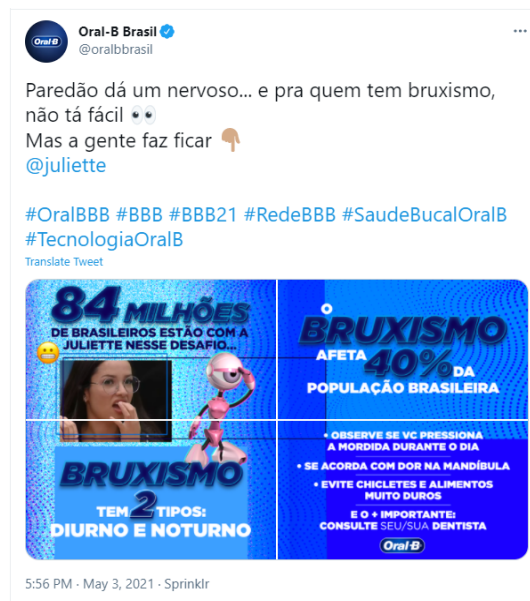 Oral-B
Oral-B Brasil
@oralbbrasil
Paredão dá um nervoso... e pra quem tem bruxismo,
não tá fácil 👀
Mas a gente faz ficar 👇🏽
@juliette
#OralBBB #BBB #BBB21 #RedeBBB #SaudeBucalOralB
#TecnologiaOralB
Translate Tweet
84 MILHÕES
DE BRASILEIROS ESTÃO COM A
JULIETTE NESSE DESAFIO...
O
BRUXISMO
AFETA 40% DA
POPULAÇÃO BRASILEIRA
BRUXISMO
TEM 2 TIPOS:
DIURNO E NOTURNO
• OBSERVE SE VC PRESSIONA
A MORDIDA DURANTE O DIA
• SE ACORDA COM DOR NA MANDÍBULA
• EVITE CHICLETES E ALIMENTOS
MUITO DUROS
E O + IMPORTANTE:
CONSULTE SEU/SUA DENTISTA
Oral-B
5:56 PM · May 3, 2021 · Sprinklr